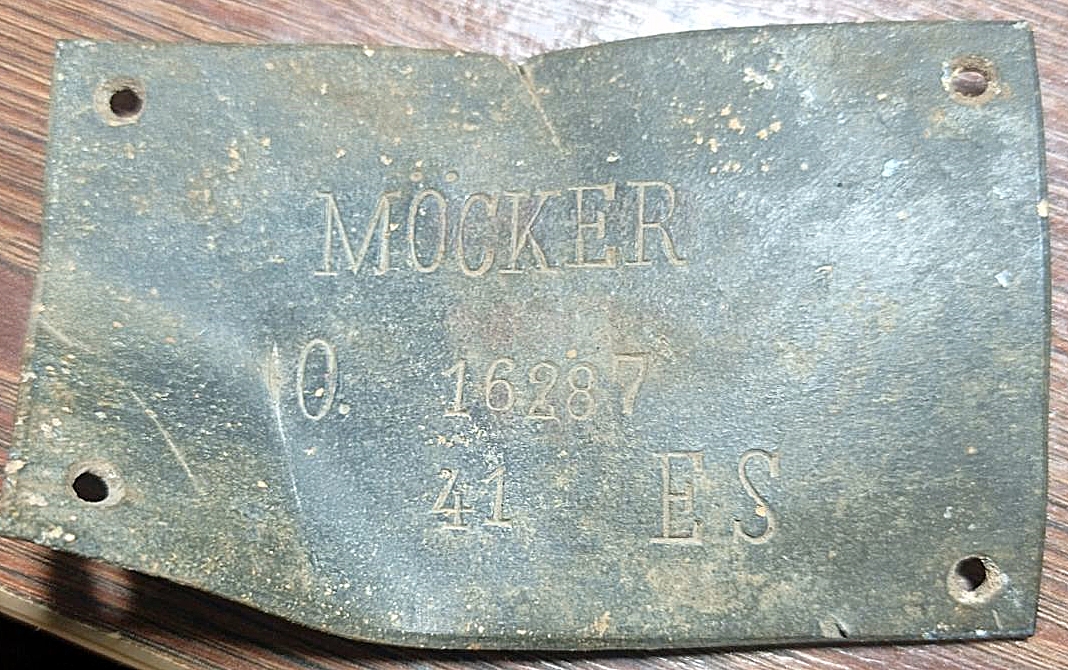 MÖCKER
O. 16287
41 ES